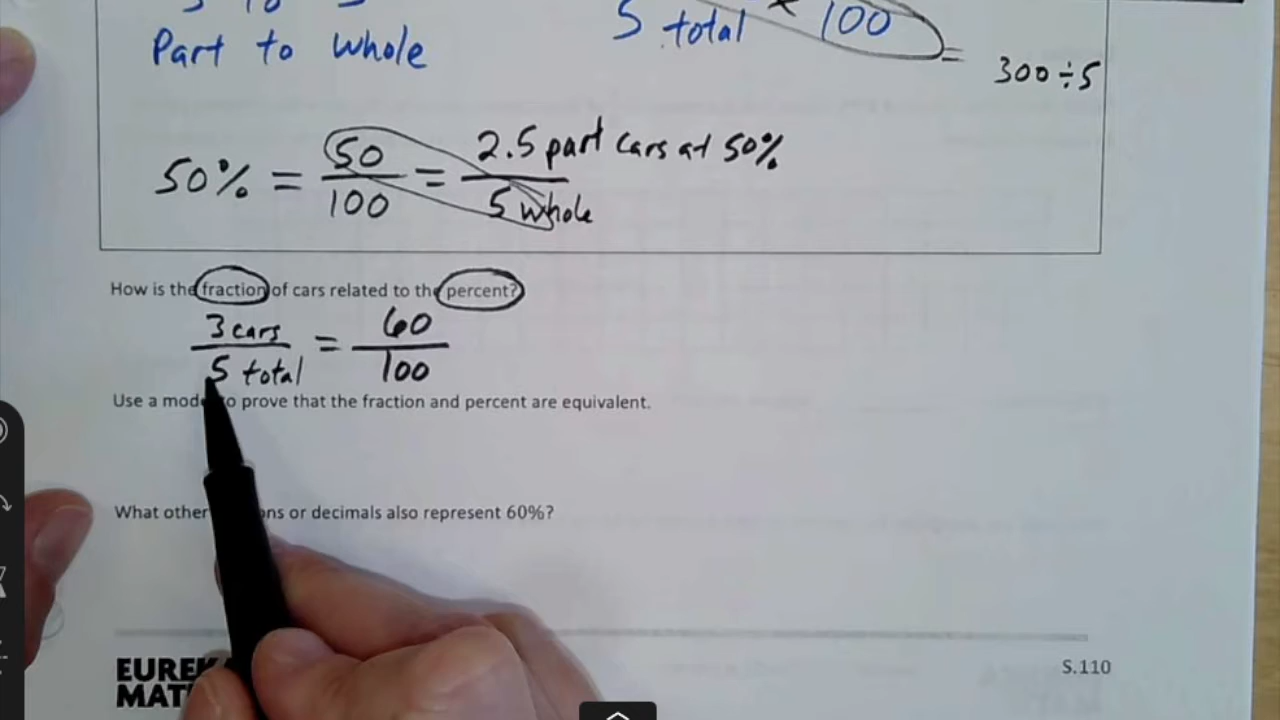 Part to whole
5 total × 100
=
300÷5
50% = 50/100 = 2.5 part cars at 50% / 5 whole
How is the fraction of cars related to the percent?
3 cars / 5 total = 60/100
Use a to prove that the fraction and percent are equivalent.
What other or decimals also represent 60%?
S.110